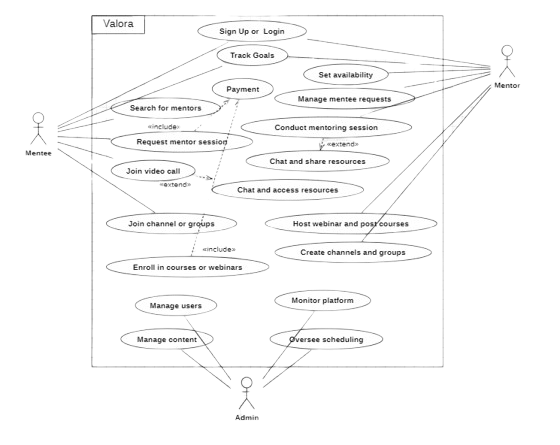 Valora
Sign Up or Login
Track Goals
Set availability
Mentor
Payment
Manage mentee requests
Search for mentors
«include»
Conduct mentoring session
Mentee
Request mentor session
«extend»
Chat and share resources
Join video call
«extend»
Chat and access resources
Join channel or groups
Host webinar and post courses
«include»
Create channels and groups
Enroll in courses or webinars
Manage users
Monitor platform
Manage content
Oversee scheduling
Admin